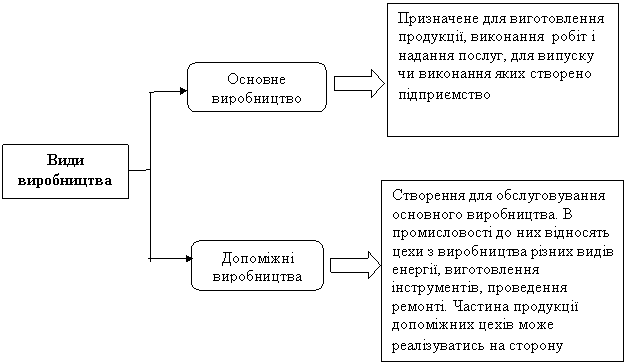 Види
виробництва
Основне
виробництво
Призначене для виготовлення
продукції, виконання робіт і
надання послуг, для випуску
чи виконання яких створено
підприємство
Допоміжні
виробництва
Створення для обслуговування
основного виробництва. В
промисловості до них відносять
цехи з виробництва різних видів
енергії, виготовлення
інструментів, проведення
ремонті. Частина продукції
допоміжних цехів може
реалізуватись на сторону